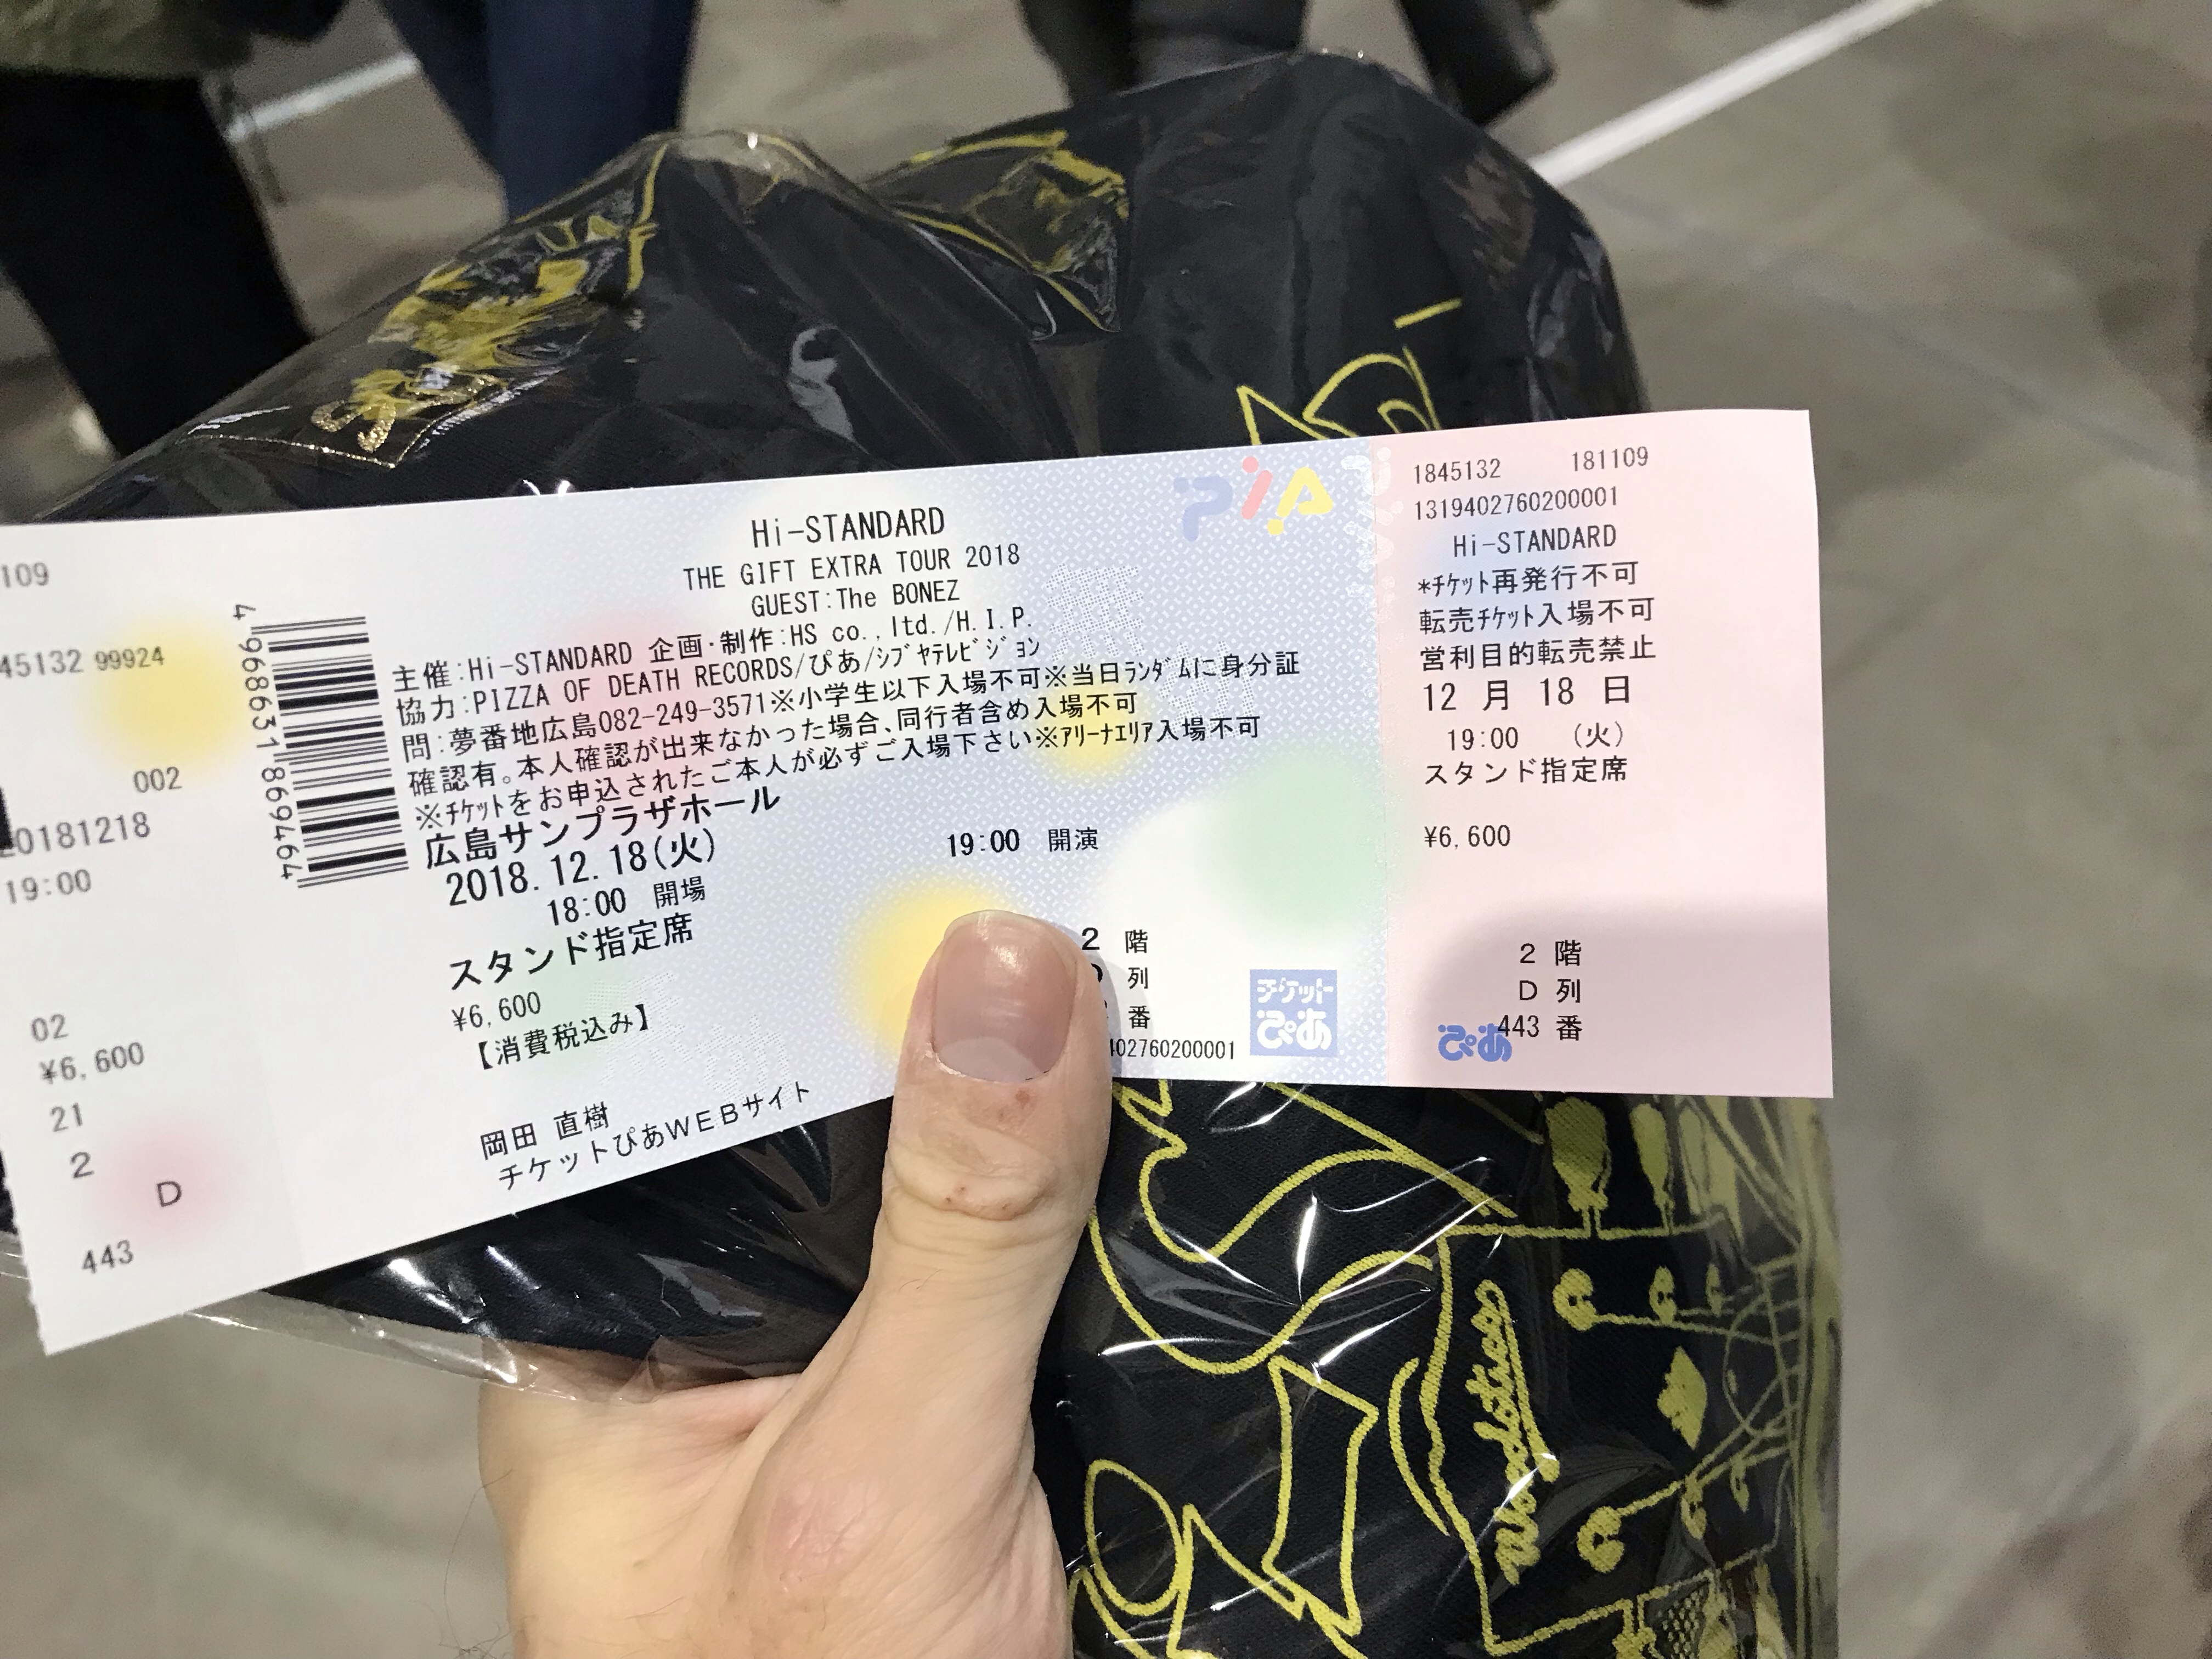 109
45132 99924
002
20181218
19:00
02
¥6,600
21
2
D
443
4 968631 869464
PIA
Hi-STANDARD
THE GIFT EXTRA TOUR 2018
GUEST:The BONEZ
主催:Hi-STANDARD 企画・制作:HS co.,ltd./H.I.P.
協力:PIZZA OF DEATH RECORDS/ぴあ/ｼﾌﾞﾔﾃﾚﾋﾞｼﾞｮﾝ
問:夢番地広島082-249-3571※小学生以下入場不可※当日ﾗﾝﾀﾞﾑに身分証
確認有。本人確認が出来なかった場合、同行者含め入場不可
※ﾁｹｯﾄをお申込されたご本人が必ずご入場下さい※ｱﾘｰﾅｴﾘｱ入場不可
広島サンプラザホール
2018.12.18(火)
18:00 開場
19:00 開演
スタンド指定席
¥6,600
【消費税込み】
2 階
列
番
402760200001
チケット
ぴあ
岡田 直樹
チケットぴあWEBサイト
1845132 181109
1319402760200001
Hi-STANDARD
*ﾁｹｯﾄ再発行不可
転売ﾁｹｯﾄ入場不可
営利目的転売禁止
12 月 18 日
19:00 (火)
スタンド指定席
¥6,600
2 階
D 列
443 番
ぴあ